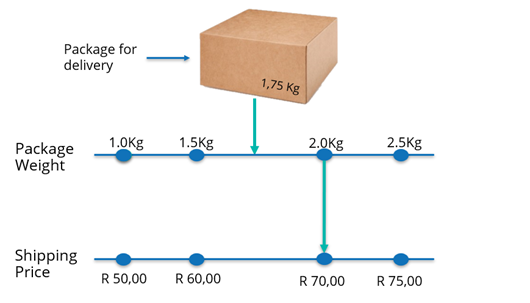 Package for
delivery
1,75 Kg
1.0Kg
1.5Kg
2.0Kg
2.5Kg
Package
Weight
Shipping
Price
R 50,00
R 60,00
R 70,00
R 75,00